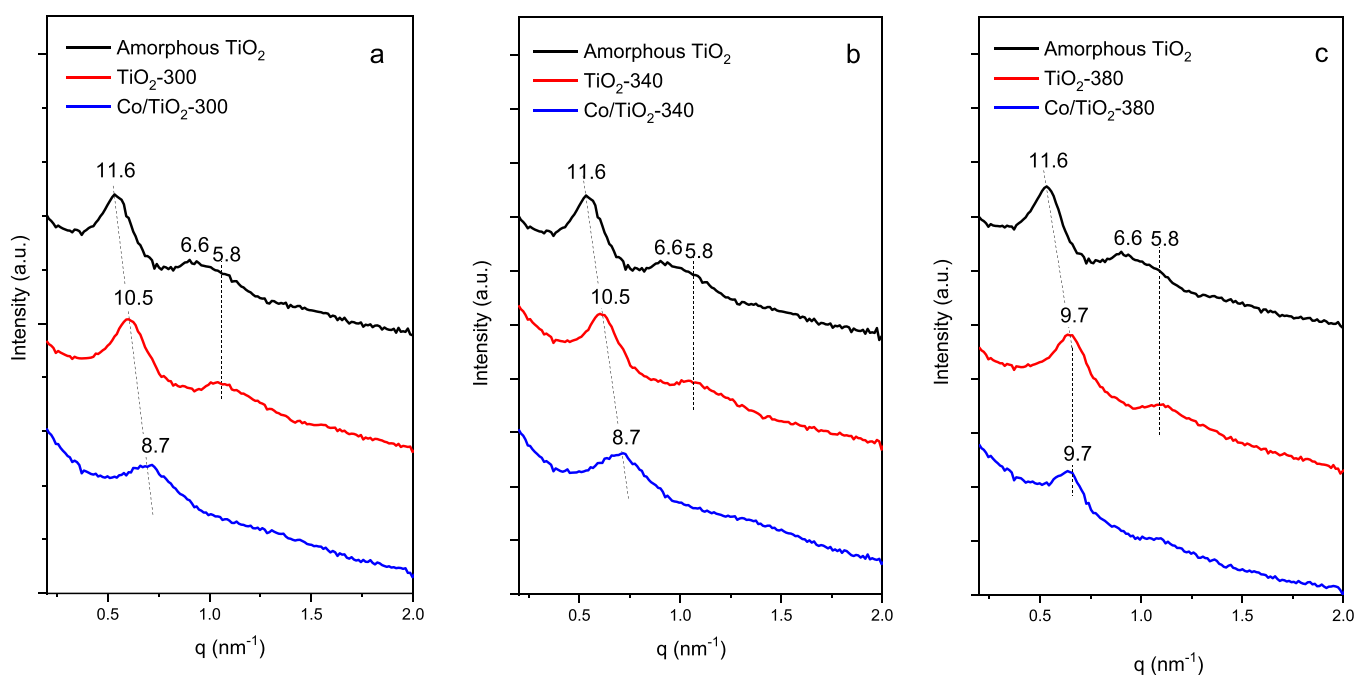 a
Amorphous TiO₂
TiO₂-300
Co/TiO₂-300
11.6
6.6
5.8
10.5
8.7
Intensity (a.u.)
0.5
1.0
1.5
2.0
q (nm⁻¹)
b
Amorphous TiO₂
TiO₂-340
Co/TiO₂-340
11.6
6.6
5.8
10.5
8.7
Intensity (a.u.)
0.5
1.0
1.5
2.0
q (nm⁻¹)
c
Amorphous TiO₂
TiO₂-380
Co/TiO₂-380
11.6
6.6
5.8
9.7
9.7
Intensity (a.u.)
0.5
1.0
1.5
2.0
q (nm⁻¹)